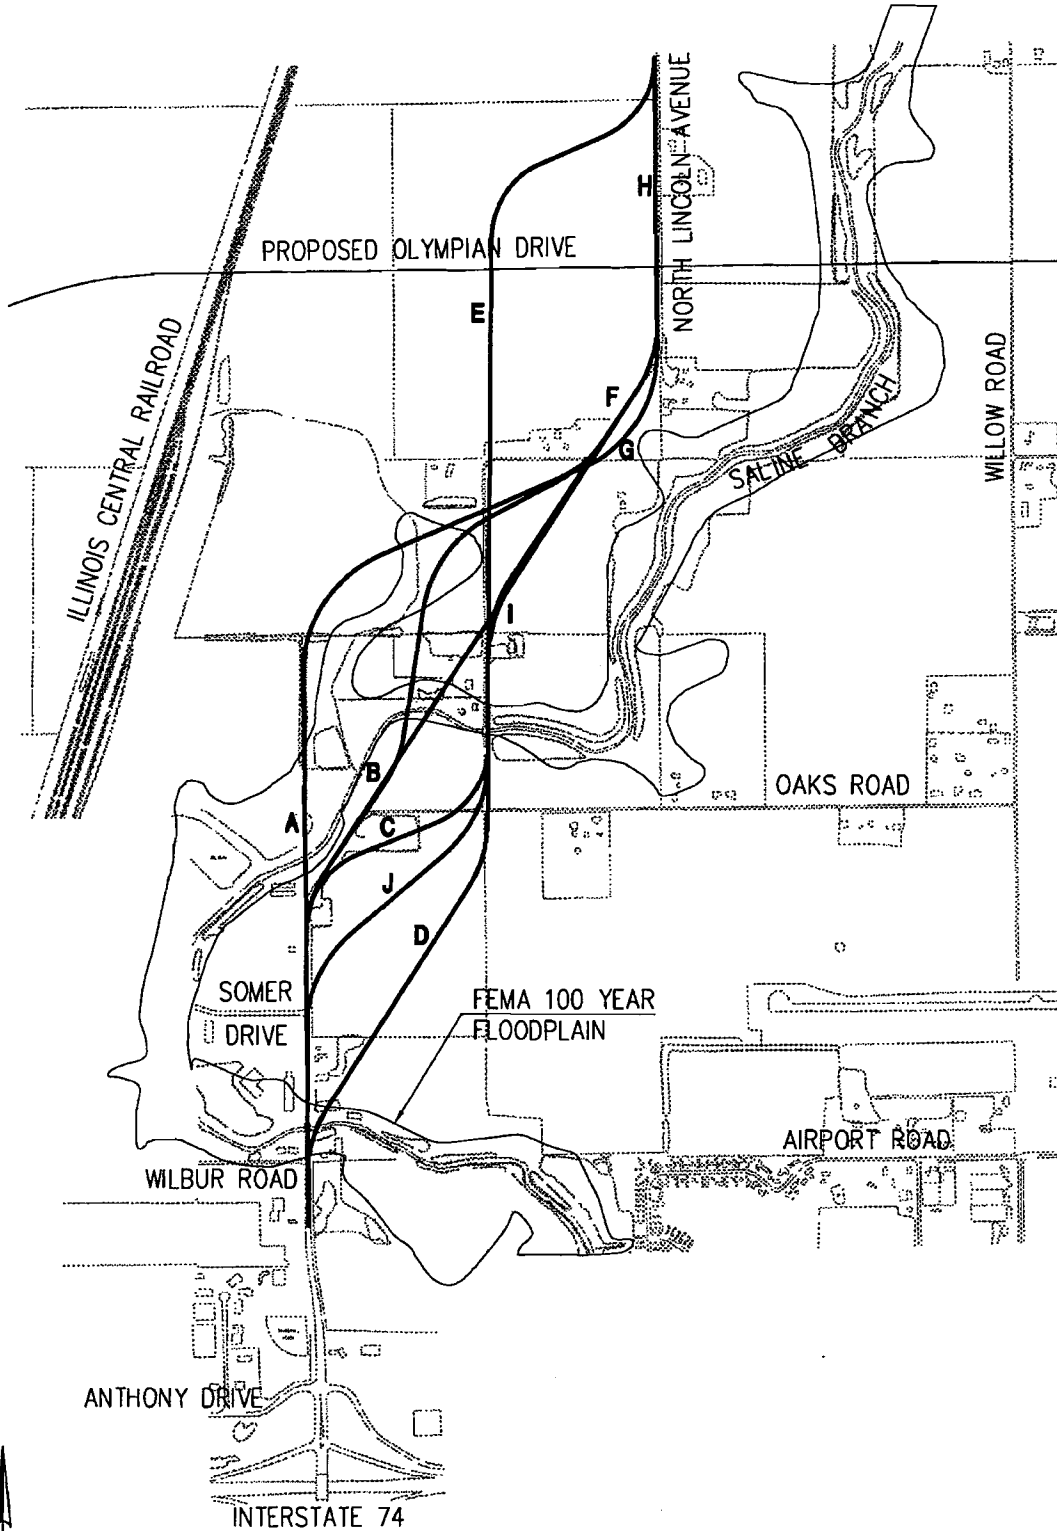 NORTH LINCOLN AVENUE
H
PROPOSED OLYMPIAN DRIVE
E
ILLINOIS CENTRAL RAILROAD
WILLOW ROAD
F
G
SALINE BRANCH
I
B
OAKS ROAD
A
C
J
D
SOMER
DRIVE
FEMA 100 YEAR
FLOODPLAIN
AIRPORT ROAD
WILBUR ROAD
ANTHONY DRIVE
INTERSTATE 74